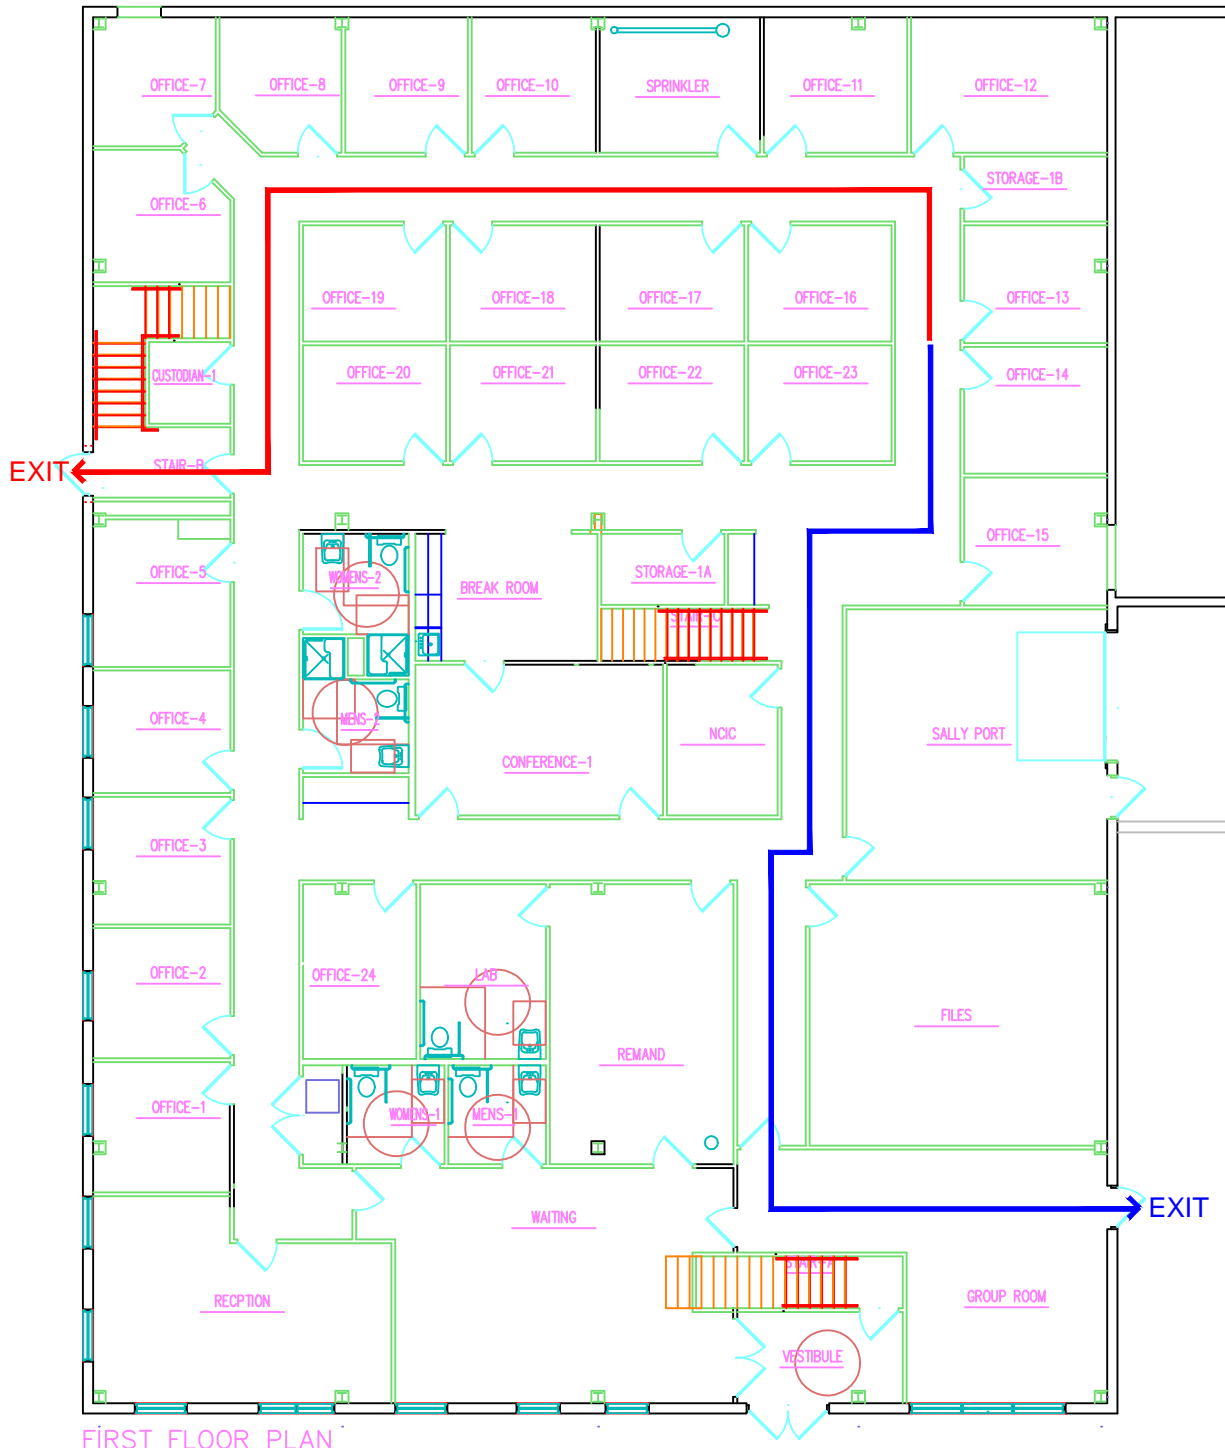 OFFICE-7
OFFICE-8
OFFICE-9
OFFICE-10
SPRINKLER
OFFICE-11
OFFICE-12
STORAGE-1B
OFFICE-6
OFFICE-19
OFFICE-18
OFFICE-17
OFFICE-16
OFFICE-13
CUSTODIAN-1
OFFICE-20
OFFICE-21
OFFICE-22
OFFICE-23
OFFICE-14
EXIT
STAIR-B
OFFICE-15
OFFICE-5
WOMENS-2
BREAK ROOM
STORAGE-1A
STAIR-C
OFFICE-4
MENS-2
NCIC
SALLY PORT
CONFERENCE-1
OFFICE-3
OFFICE-2
OFFICE-24
LAB
FILES
REMAND
OFFICE-1
WOMENS-1
MENS-1
WAITING
EXIT
STAIR-A
RECPTION
GROUP ROOM
VESTIBULE
FIRST FLOOR PLAN